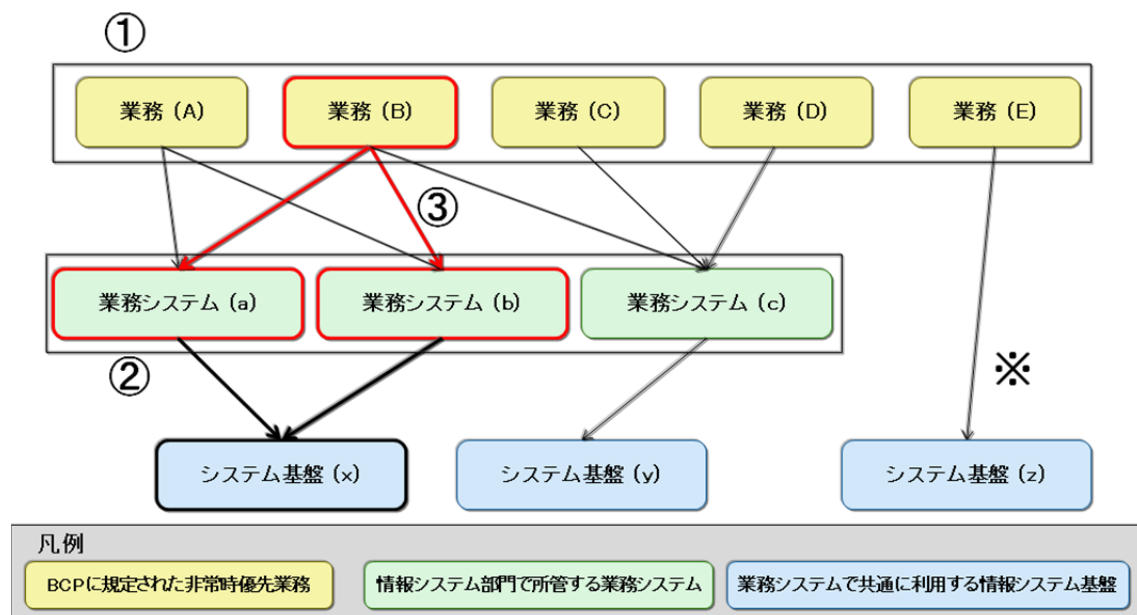 ①
業務（A）
業務（B）
業務（C）
業務（D）
業務（E）
③
業務システム（a）
業務システム（b）
業務システム（c）
②
※
システム基盤（x）
システム基盤（y）
システム基盤（z）
凡例
BCPに規定された非常時優先業務
情報システム部門で所管する業務システム
業務システムで共通に利用する情報システム基盤